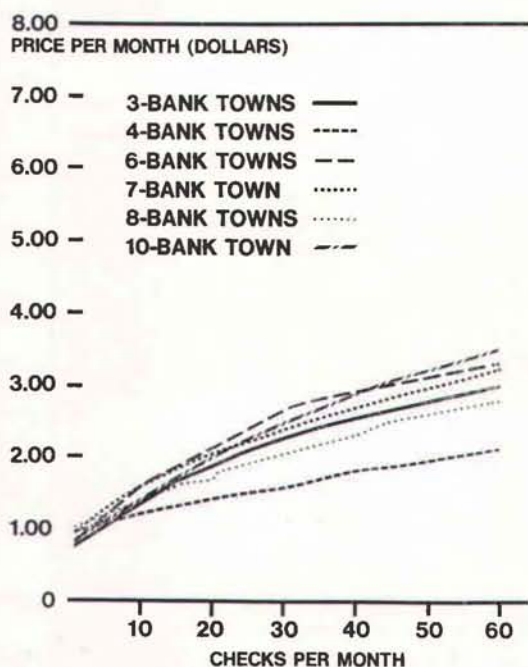 8.00
PRICE PER MONTH (DOLLARS)
7.00
3-BANK TOWNS
4-BANK TOWNS
6.00
6-BANK TOWNS
7-BANK TOWN
8-BANK TOWNS
5.00
10-BANK TOWN
4.00
3.00
2.00
1.00
0
10 20 30 40 50 60
CHECKS PER MONTH